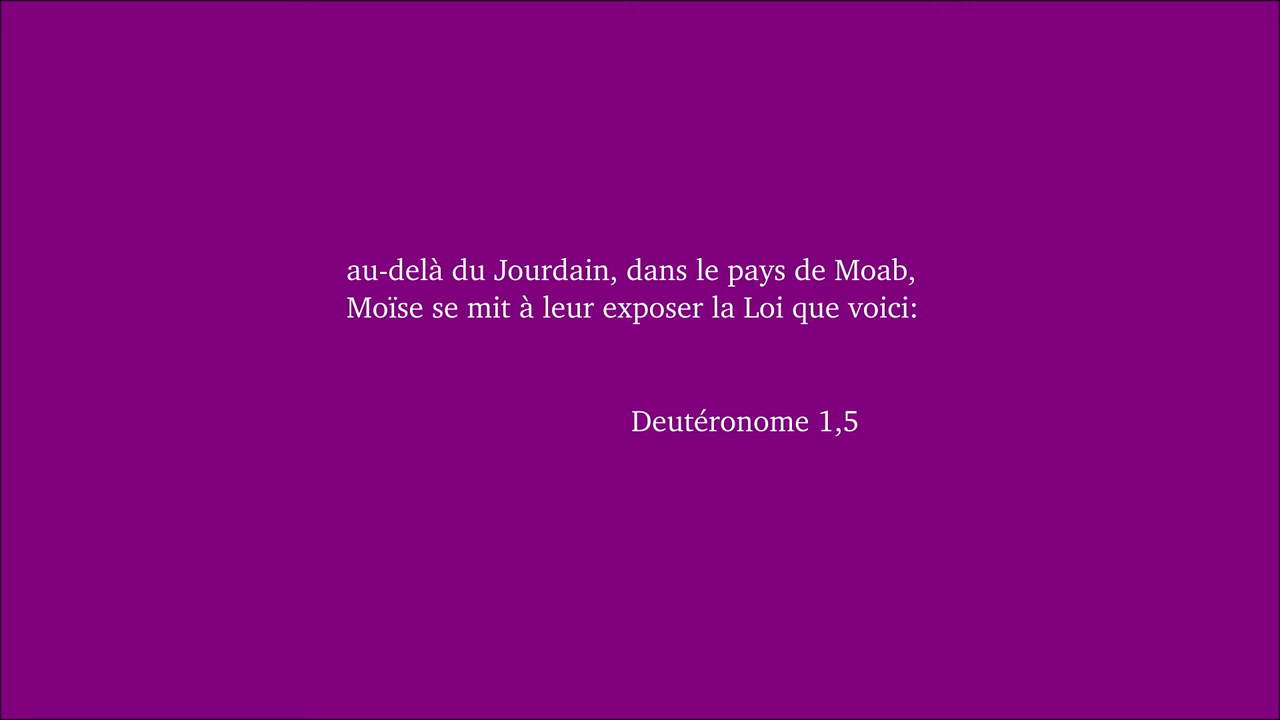 au-delà du Jourdain, dans le pays de Moab,
Moïse se mit à leur exposer la Loi que voici:
Deutéronome 1,5